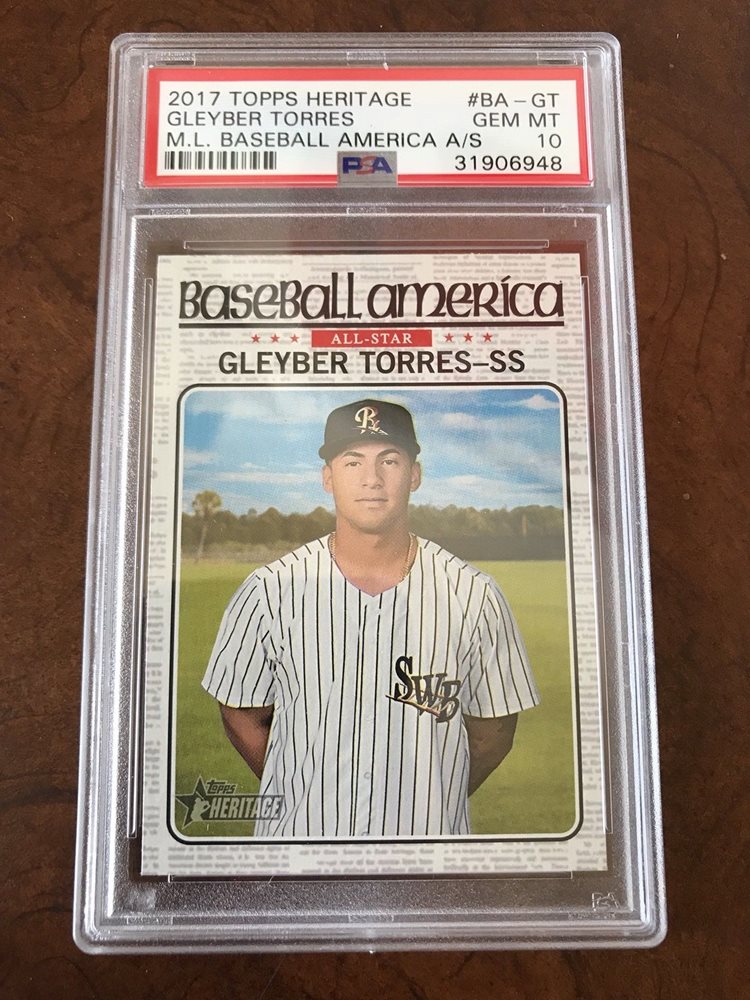 2017 TOPPS HERITAGE #BA-GT
GLEYBER TORRES GEM MT
M.L. BASEBALL AMERICA A/S 10
PSA 31906948
BaseBall america
ALL-STAR
GLEYBER TORRES-SS
R
SWB
Topps
HERITAGE